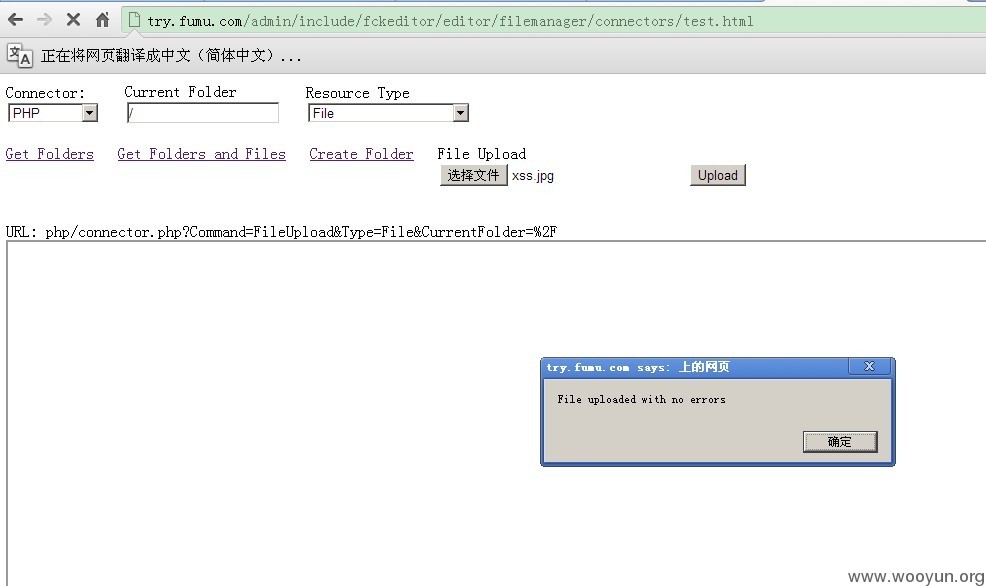 try.fumu.com/admin/include/fckeditor/editor/filemanager/connectors/test.html
正在将网页翻译成中文（简体中文）...
Connector: Current Folder Resource Type
PHP / File
Get Folders Get Folders and Files Create Folder File Upload
选择文件 xss.jpg Upload
URL: php/connector.php?Command=FileUpload&Type=File&CurrentFolder=%2F
try.fumu.com says: 上的网页
File uploaded with no errors
确定
www.wooyun.org